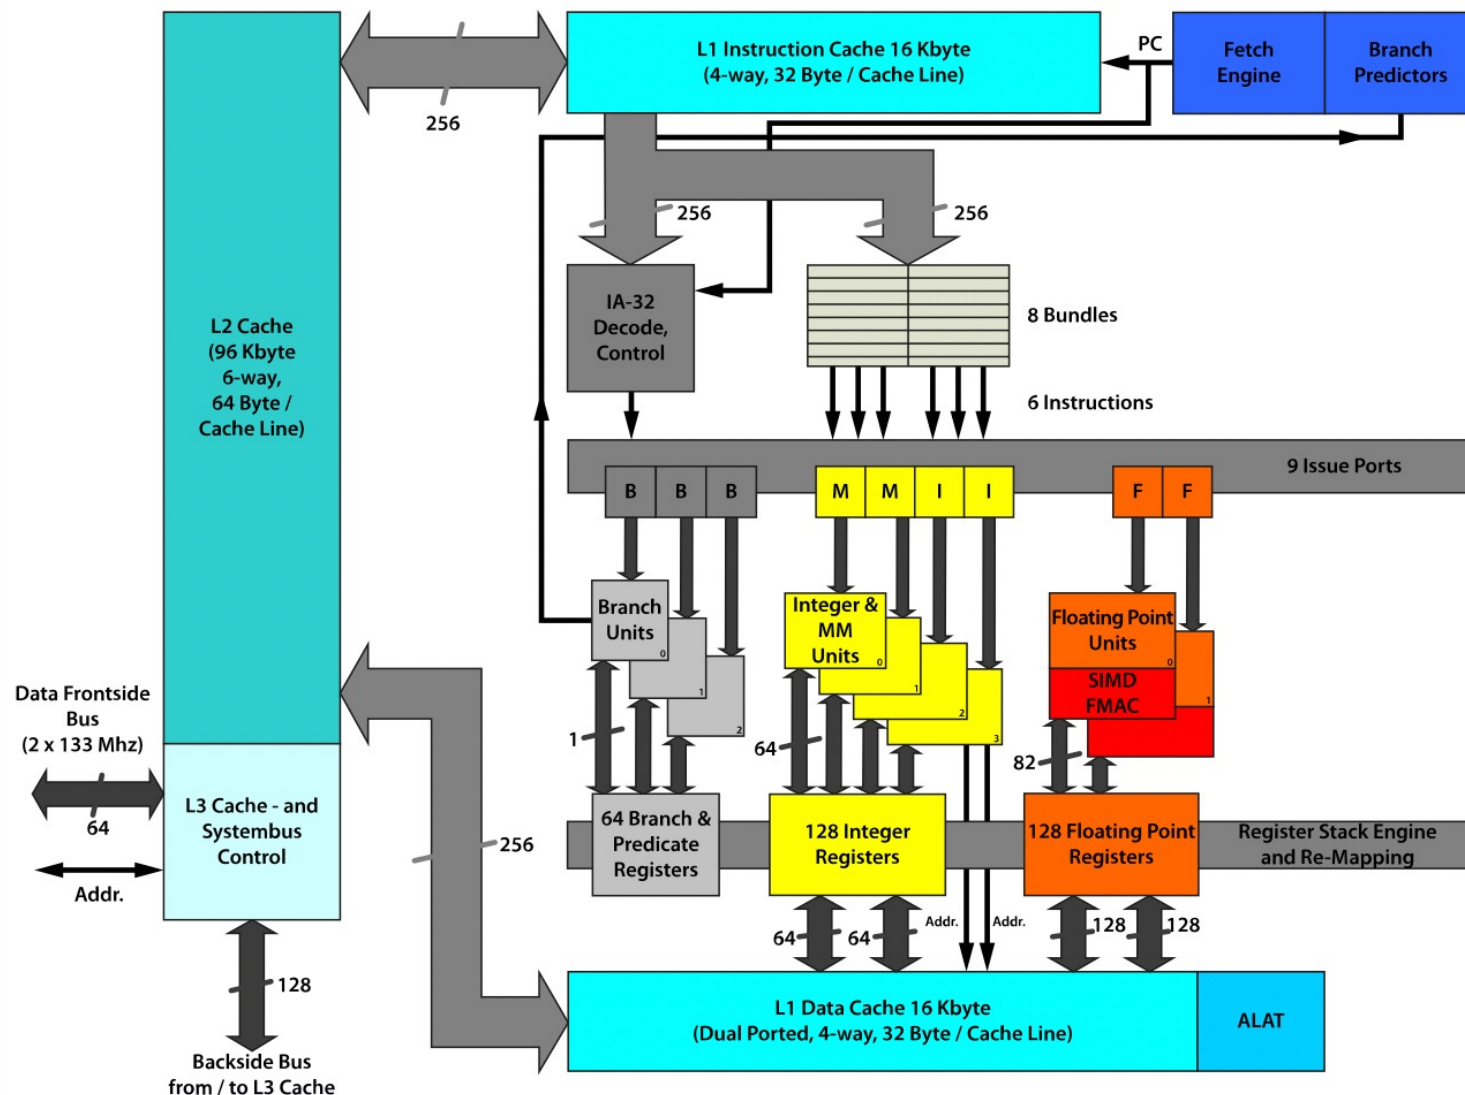 L1 Instruction Cache 16 Kbyte
(4-way, 32 Byte / Cache Line)
PC
Fetch
Engine
Branch
Predictors
256
256
256
L2 Cache
(96 Kbyte
6-way,
64 Byte /
Cache Line)
IA-32
Decode,
Control
8 Bundles
6 Instructions
9 Issue Ports
B
B
B
M
M
I
I
F
F
Branch
Units
0
1
2
Integer &
MM
Units
0
1
2
3
Floating Point
Units
0
SIMD
FMAC
1
1
64
82
Data Frontside
Bus
(2 x 133 Mhz)
64
Addr.
L3 Cache - and
Systembus
Control
256
64 Branch &
Predicate
Registers
128 Integer
Registers
128 Floating Point
Registers
Register Stack Engine
and Re-Mapping
64
64
Addr.
Addr.
128
128
128
Backside Bus
from / to L3 Cache
L1 Data Cache 16 Kbyte
(Dual Ported, 4-way, 32 Byte / Cache Line)
ALAT